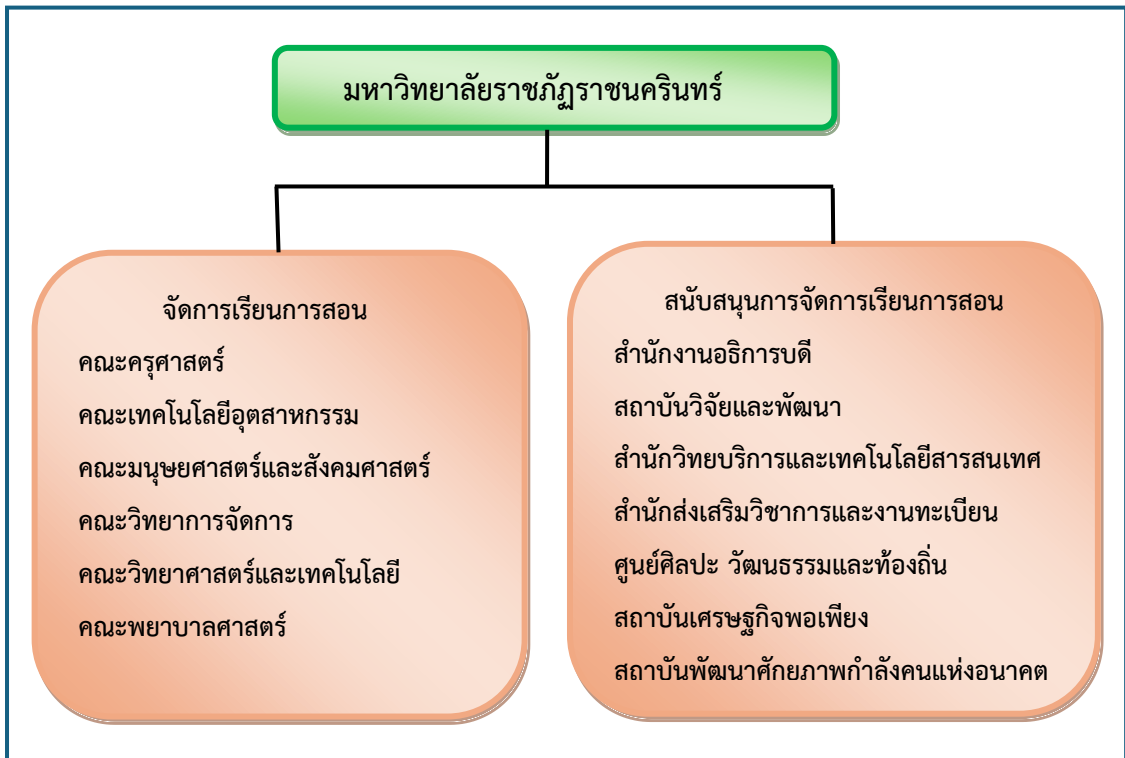 มหาวิทยาลัยราชภัฏราชนครินทร์
จัดการเรียนการสอน
คณะครุศาสตร์
คณะเทคโนโลยีอุตสาหกรรม
คณะมนุษยศาสตร์และสังคมศาสตร์
คณะวิทยาการจัดการ
คณะวิทยาศาสตร์และเทคโนโลยี
คณะพยาบาลศาสตร์
สนับสนุนการจัดการเรียนการสอน
สำนักงานอธิการบดี
สถาบันวิจัยและพัฒนา
สำนักวิทยบริการและเทคโนโลยีสารสนเทศ
สำนักส่งเสริมวิชาการและงานทะเบียน
ศูนย์ศิลปะ วัฒนธรรมและท้องถิ่น
สถาบันเศรษฐกิจพอเพียง
สถาบันพัฒนาศักยภาพกำลังคนแห่งอนาคต